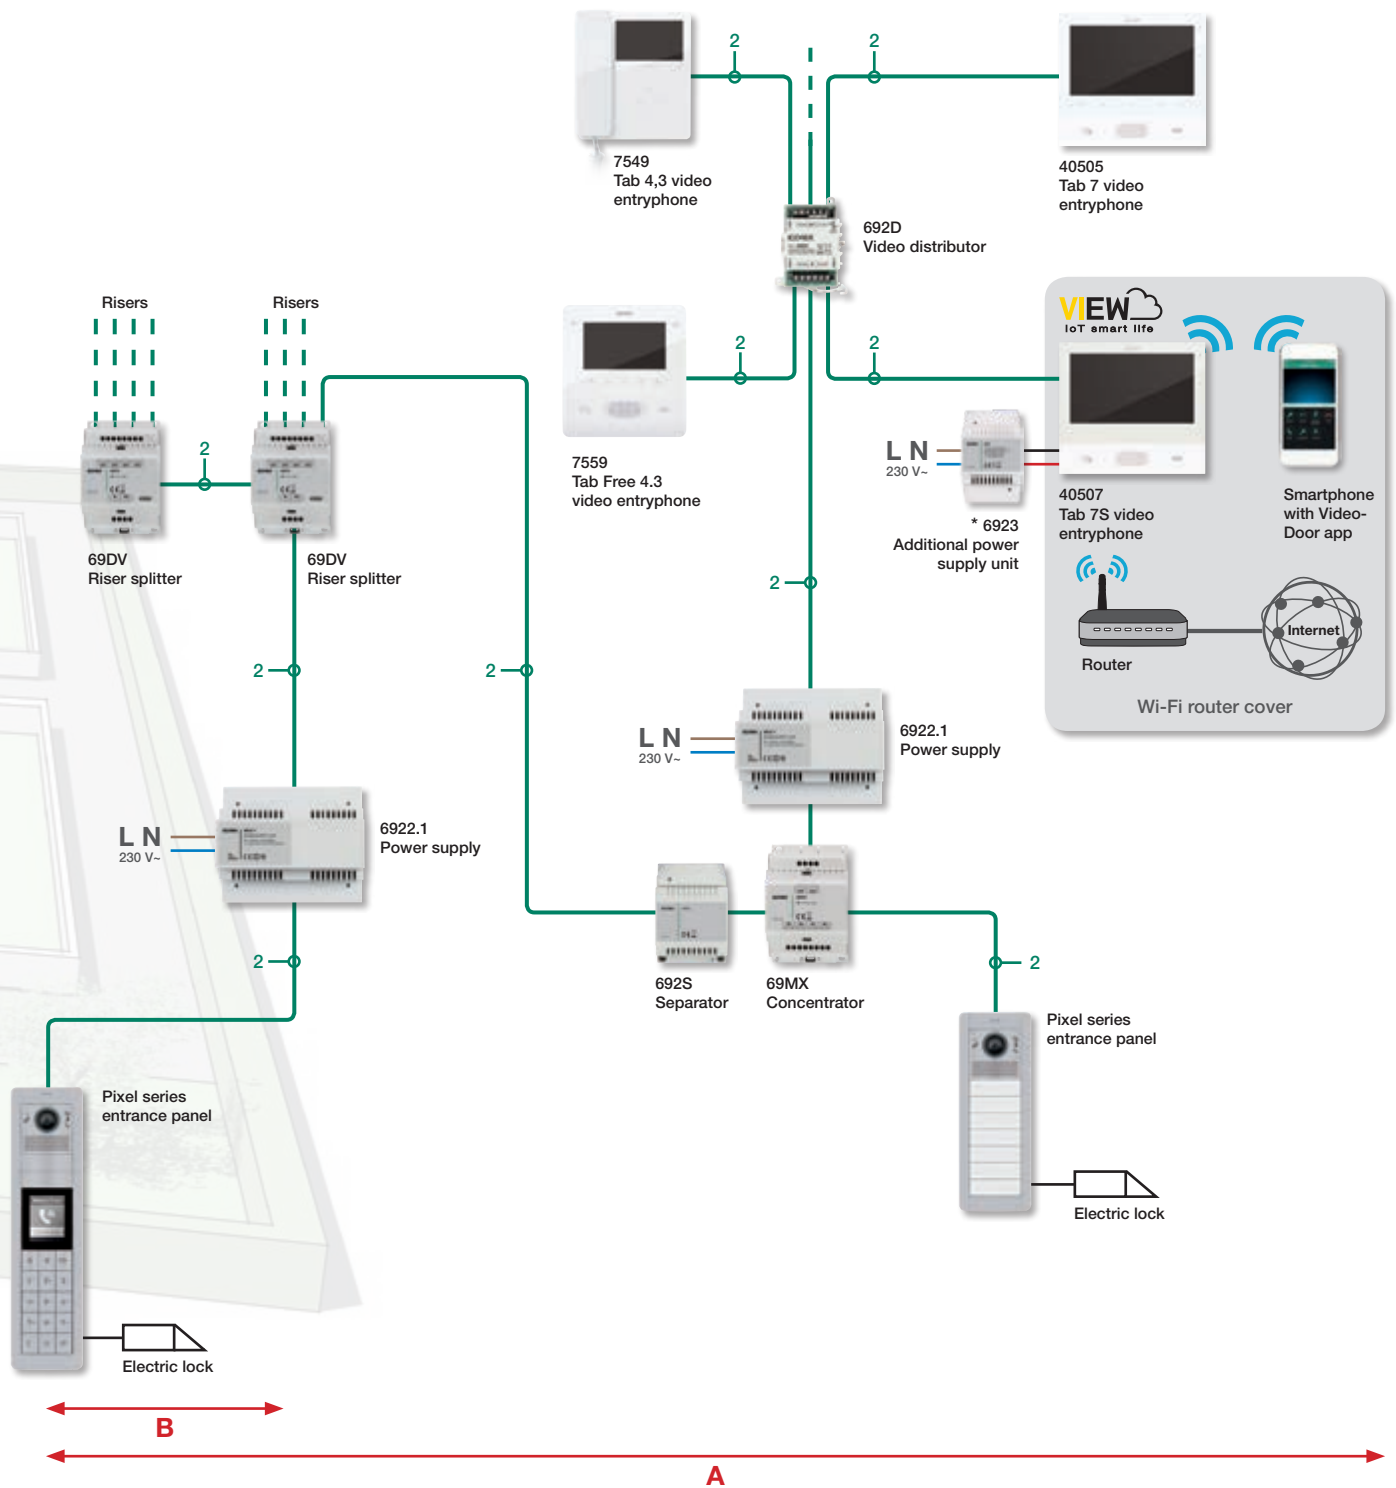 2
2
7549
Tab 4,3 video
entryphone
40505
Tab 7 video
entryphone
692D
Video distributor
Risers
Risers
VIEW
IoT smart life
2
2
2
7559
Tab Free 4.3
video entryphone
L N
230 V~
* 6923
Additional power
supply unit
40507
Tab 7S video
entryphone
Smartphone
with Video-
Door app
69DV
Riser splitter
69DV
Riser splitter
2
Internet
Router
2
2
Wi-Fi router cover
L N
230 V~
6922.1
Power supply
L N
230 V~
6922.1
Power supply
2
2
692S
Separator
69MX
Concentrator
Pixel series
entrance panel
Pixel series
entrance panel
Electric lock
Electric lock
B
A